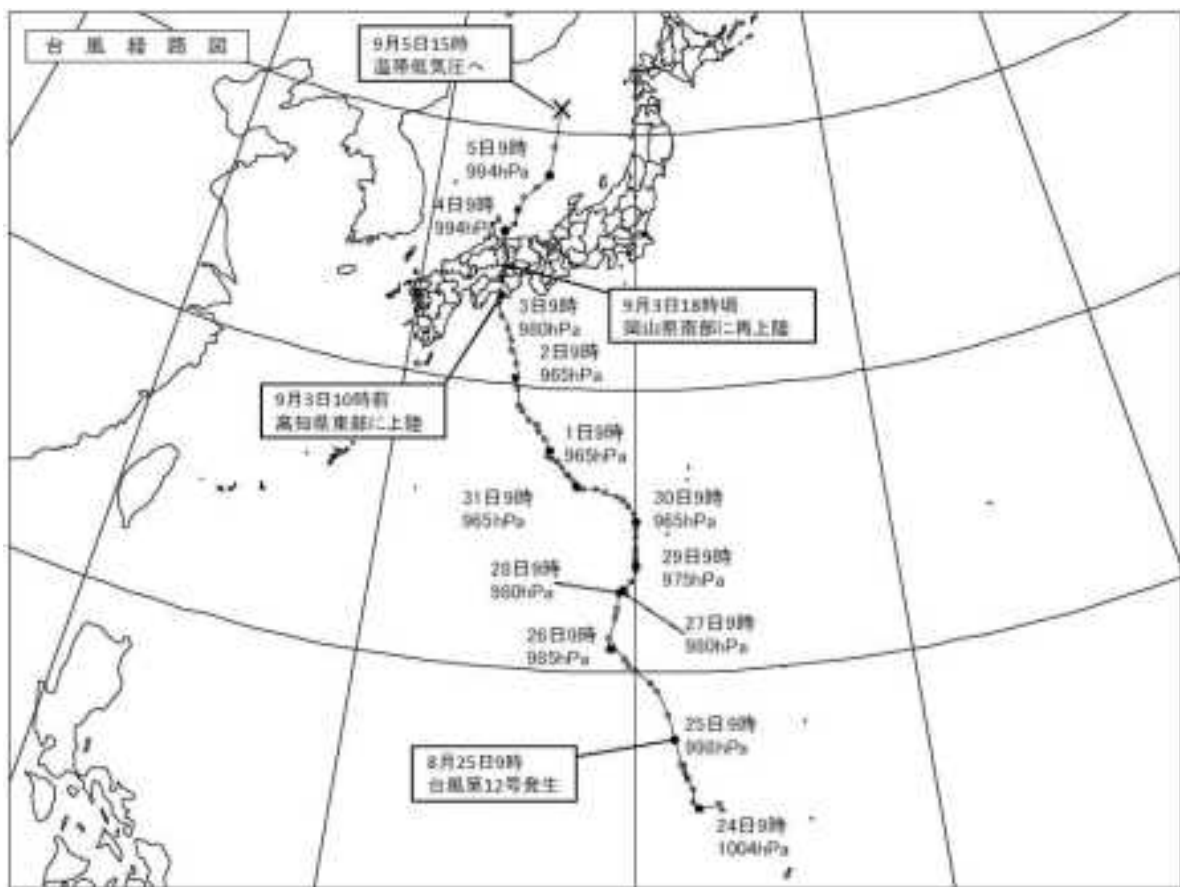 台風経路図
9月5日15時
温帯低気圧へ
5日9時
994hPa
4日9時
994hPa
3日9時
980hPa
9月3日18時頃
岡山県南部に再上陸
2日9時
965hPa
9月3日10時前
高知県東部に上陸
1日9時
965hPa
31日9時
965hPa
30日9時
965hPa
29日9時
975hPa
28日9時
980hPa
27日9時
980hPa
26日9時
985hPa
25日9時
998hPa
8月25日9時
台風第12号発生
24日9時
1004hPa